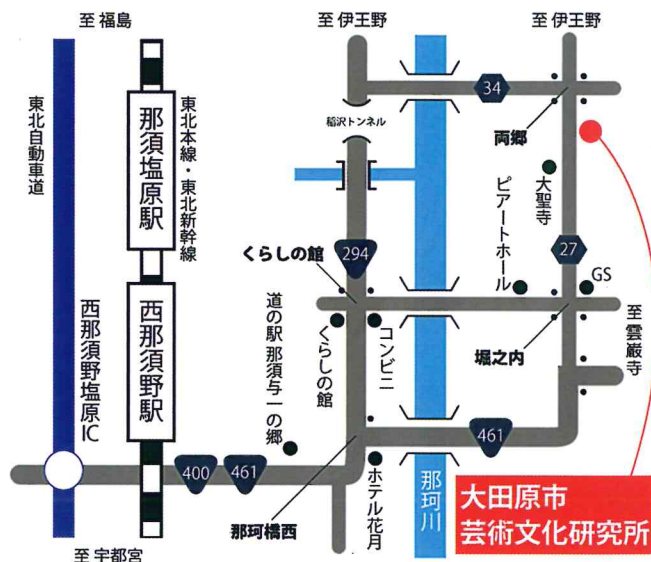 至 福島
至 伊王野
至 伊王野
東北自動車道
那須塩原駅
東北本線・東北新幹線
稲沢トンネル
34
両郷
大聖寺
ピアートホール
27
294
くらしの館
GS
西那須野塩原IC
西那須野駅
道の駅 那須与一の郷
くらしの館
コンビニ
堀之内
至 雲巌寺
400
461
461
那珂橋西
ホテル花月
那珂川
大田原市
芸術文化研究所
至 宇都宮